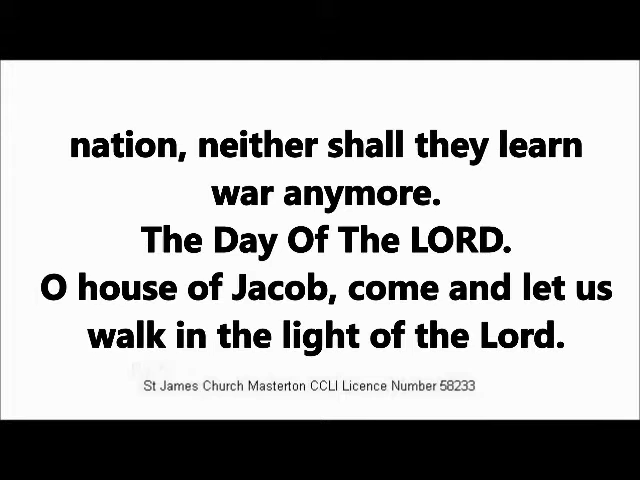 nation, neither shall they learn
war anymore.
The Day Of The LORD.
O house of Jacob, come and let us
walk in the light of the Lord.
St James Church Masterton CCLI Licence Number 58233